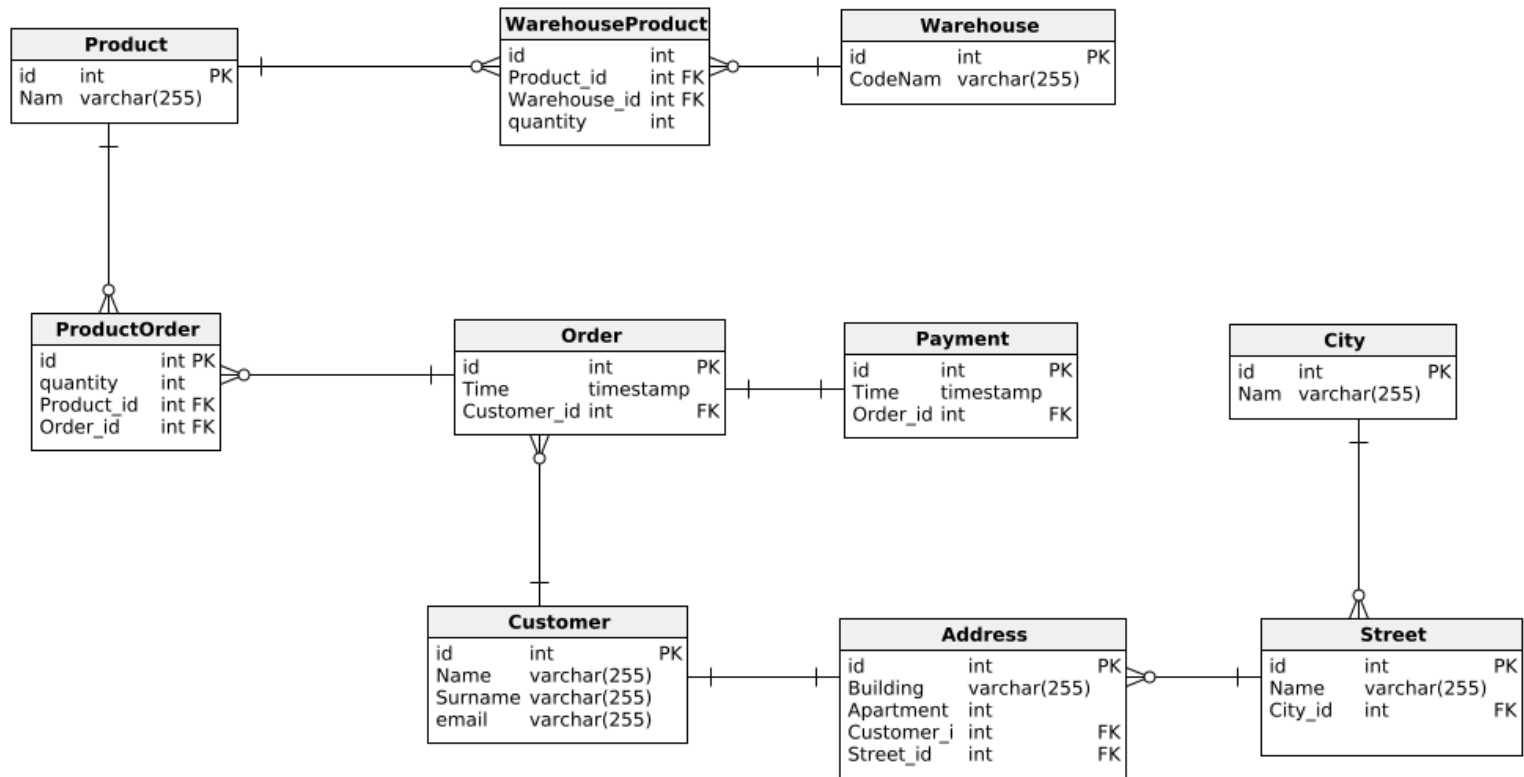 Product
id int PK
Nam varchar(255)
WarehouseProduct
id int
Product_id int FK
Warehouse_id int FK
quantity int
Warehouse
id int PK
CodeNam varchar(255)
ProductOrder
id int PK
quantity int
Product_id int FK
Order_id int FK
Order
id int PK
Time timestamp
Customer_id int FK
Payment
id int PK
Time timestamp
Order_id int FK
City
id int PK
Nam varchar(255)
Customer
id int PK
Name varchar(255)
Surname varchar(255)
email varchar(255)
Address
id int PK
Building varchar(255)
Apartment int
Customer_i int FK
Street_id int FK
Street
id int PK
Name varchar(255)
City_id int FK